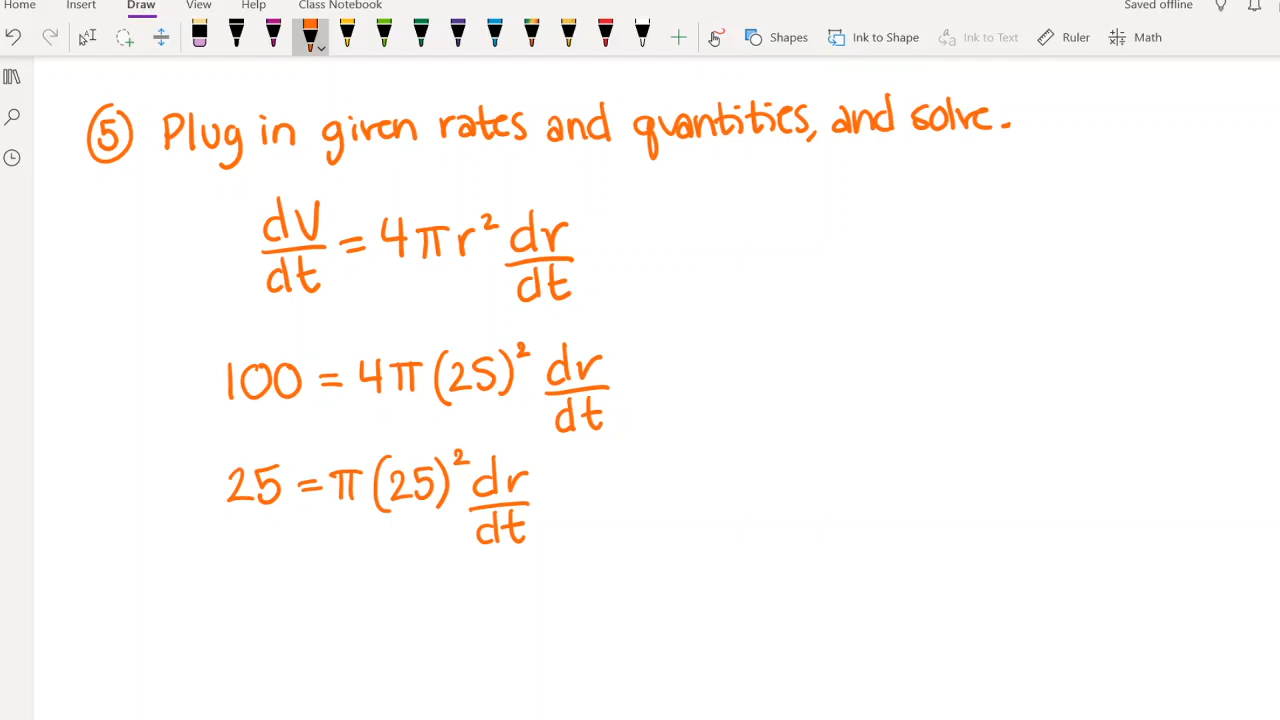 Home Insert Draw View Help Class Notebook Saved offline
Shapes Ink to Shape Ink to Text Ruler Math
⑤ Plug in given rates and quantities, and solve.
dV/dt = 4πr² dr/dt
100 = 4π(25)² dr/dt
25 = π(25)² dr/dt